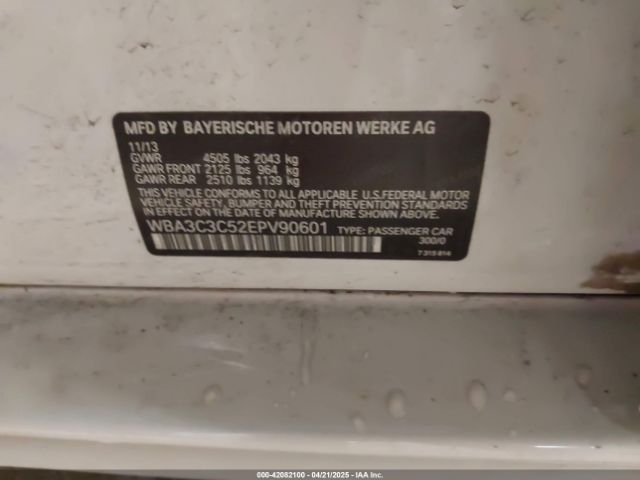 MFD BY BAYERISCHE MOTOREN WERKE AG
11/13
GVWR 4505 lbs 2043 kg
GAWR FRONT 2125 lbs 964 kg
GAWR REAR 2510 lbs 1139 kg
THIS VEHICLE CONFORMS TO ALL APPLICABLE U.S.FEDERAL MOTOR
VEHICLE SAFETY, BUMPER AND THEFT PREVENTION STANDARDS
IN EFFECT ON THE DATE OF MANUFACTURE SHOWN ABOVE.
WBA3C3C52EPV90601 TYPE: PASSENGER CAR
300/0
7 315 814
000-42082100 - 04/21/2025 - IAA Inc.